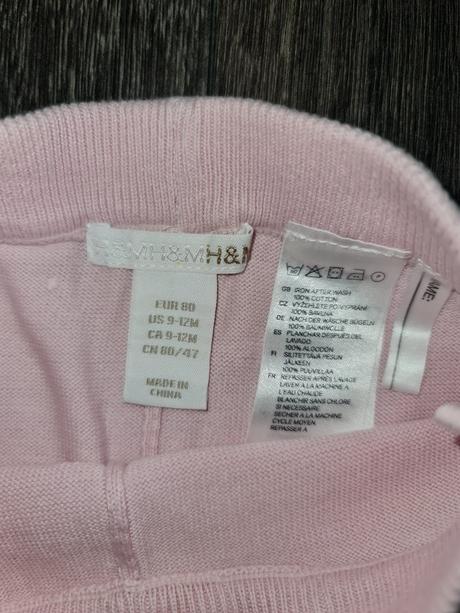 H&MH&MH&M
EUR 80
US 9-12M
CA 9-12M
CN 80/47
MADE IN
CHINA
GB IRON AFTER WASH
100% COTTON
CZ VYŽEHLETE PO VYPRÁNÍ
100% BAVLNA
DE NACH DER WÄSCHE BÜGELN
100% BAUMWOLLE
ES PLANCHAR DESPUÉS DEL
LAVADO
100% ALGODÓN
FI SILITETTÄVÄ PESUN
JÄLKEEN
100% PUUVILLAA
FR REPASSER APRÈS LAVAGE
LAVER A LA MACHINE A
L'EAU CHAUDE
BLANCHIR SANS CHLORE
SI NECESSAIRE
SECHER A LA MACHINE
CYCLE MOYEN
REPASSER A
AME: